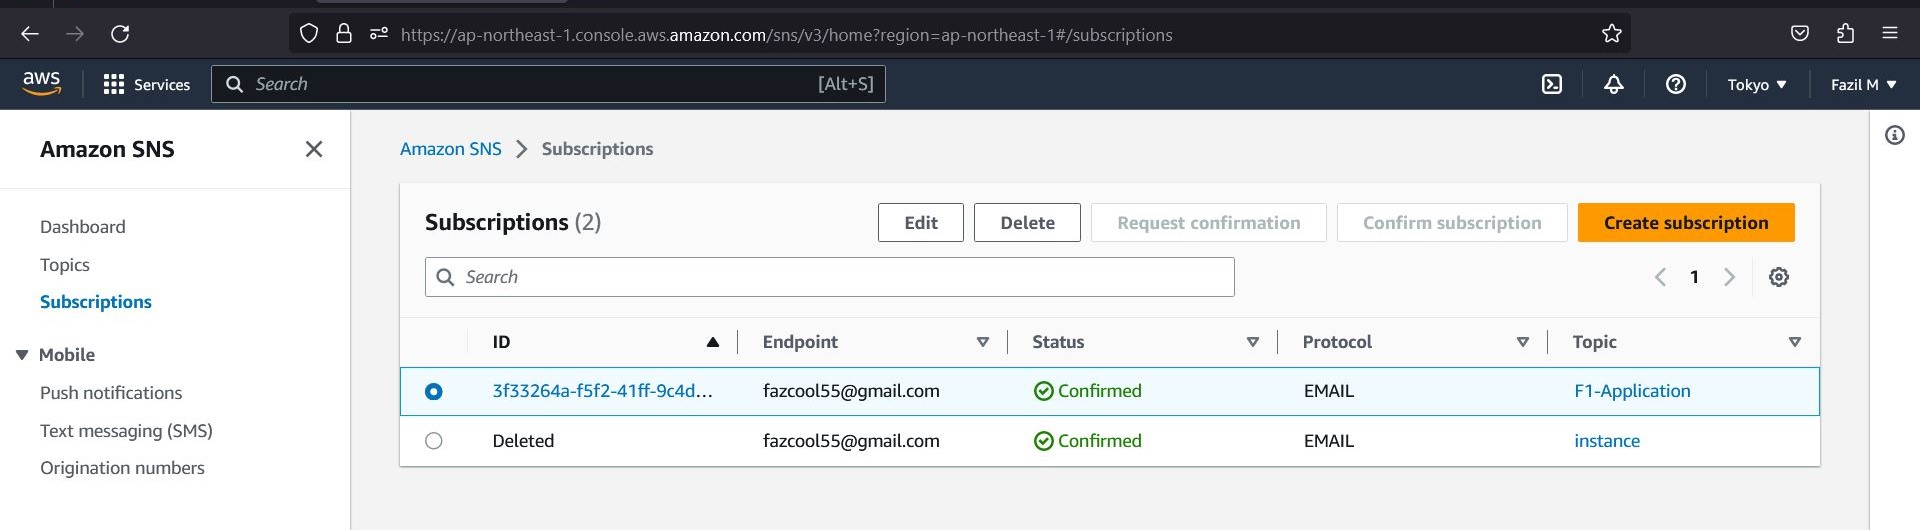 https://ap-northeast-1.console.aws.amazon.com/sns/v3/home?region=ap-northeast-1#/subscriptions
aws Services Search [Alt+S] Tokyo Fazil M
Amazon SNS
Dashboard
Topics
Subscriptions
Mobile
Push notifications
Text messaging (SMS)
Origination numbers
Amazon SNS > Subscriptions
Subscriptions (2) Edit Delete Request confirmation Confirm subscription Create subscription
Search 1
ID Endpoint Status Protocol Topic
3f33264a-f5f2-41ff-9c4d... fazcool55@gmail.com Confirmed EMAIL F1-Application
Deleted fazcool55@gmail.com Confirmed EMAIL instance